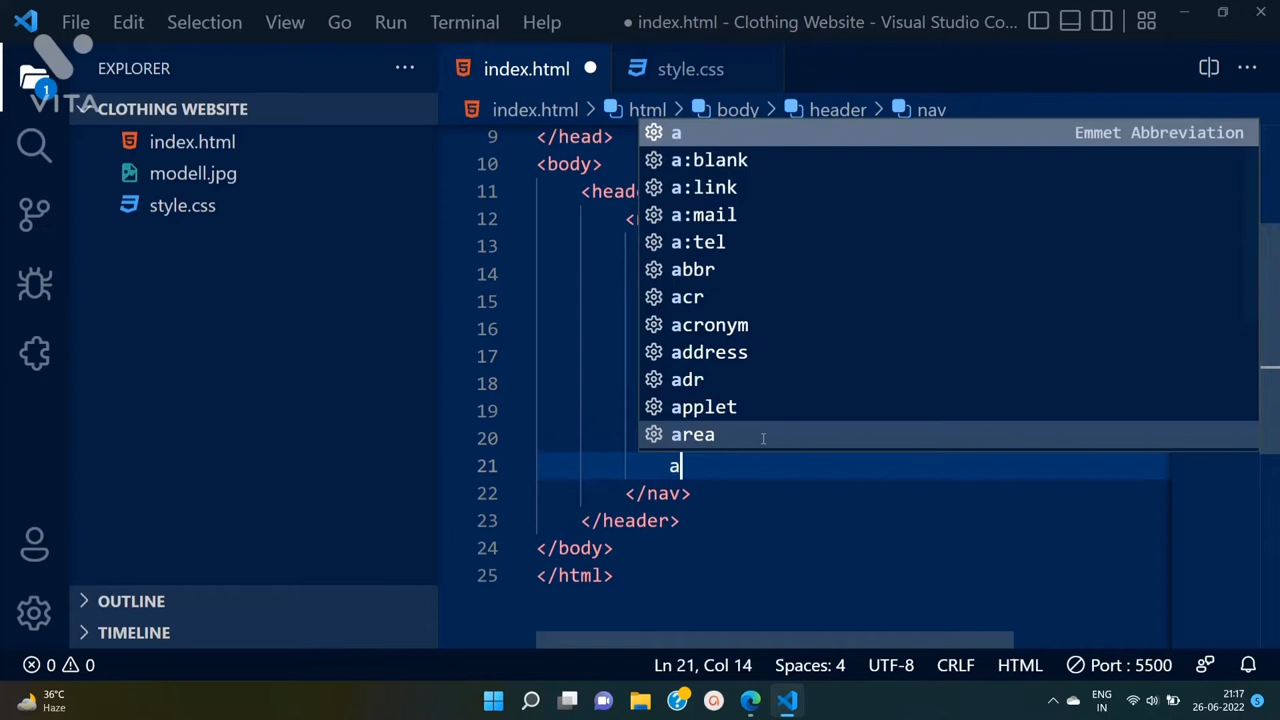 File Edit Selection View Go Run Terminal Help ● index.html - Clothing Website - Visual Studio Co...
EXPLORER
index.html
style.css
VITA
CLOTHING WEBSITE
index.html
modell.jpg
style.css
index.html > html > body > header > nav
9 </head>
10 <body>
11 <heade
12 <n
13
14
15
16
17
18
19
20
21 a
22 </nav>
23 </header>
24 </body>
25 </html>
a Emmet Abbreviation
a:blank
a:link
a:mail
a:tel
abbr
acr
acronym
address
adr
applet
area
1
OUTLINE
TIMELINE
0 0 Ln 21, Col 14 Spaces: 4 UTF-8 CRLF HTML Port : 5500
36°C
Haze
ENG
IN
21:17
26-06-2022
5